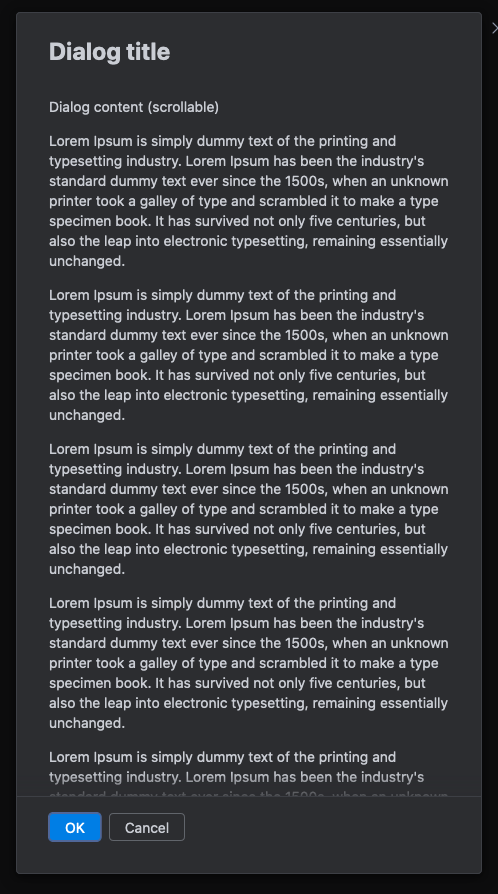 Dialog title
Dialog content (scrollable)
Lorem Ipsum is simply dummy text of the printing and
typesetting industry. Lorem Ipsum has been the industry's
standard dummy text ever since the 1500s, when an unknown
printer took a galley of type and scrambled it to make a type
specimen book. It has survived not only five centuries, but
also the leap into electronic typesetting, remaining essentially
unchanged.
Lorem Ipsum is simply dummy text of the printing and
typesetting industry. Lorem Ipsum has been the industry's
standard dummy text ever since the 1500s, when an unknown
printer took a galley of type and scrambled it to make a type
specimen book. It has survived not only five centuries, but
also the leap into electronic typesetting, remaining essentially
unchanged.
Lorem Ipsum is simply dummy text of the printing and
typesetting industry. Lorem Ipsum has been the industry's
standard dummy text ever since the 1500s, when an unknown
printer took a galley of type and scrambled it to make a type
specimen book. It has survived not only five centuries, but
also the leap into electronic typesetting, remaining essentially
unchanged.
Lorem Ipsum is simply dummy text of the printing and
typesetting industry. Lorem Ipsum has been the industry's
standard dummy text ever since the 1500s, when an unknown
printer took a galley of type and scrambled it to make a type
specimen book. It has survived not only five centuries, but
also the leap into electronic typesetting, remaining essentially
unchanged.
Lorem Ipsum is simply dummy text of the printing and
typesetting industry. Lorem Ipsum has been the industry's
standard dummy text ever since the 1500s, when an unknown
OK
Cancel